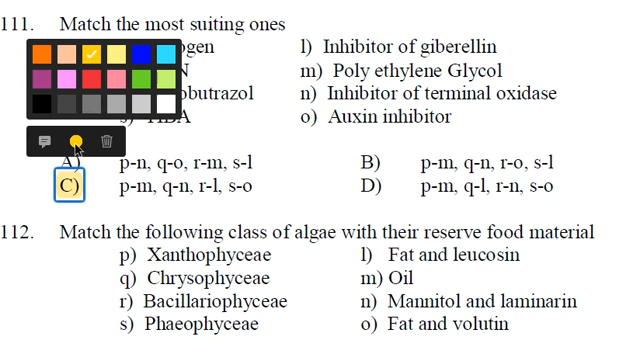 111. Match the most suiting ones
ogen l) Inhibitor of giberellin
N m) Poly ethylene Glycol
obutrazol n) Inhibitor of terminal oxidase
o) Auxin inhibitor
A) p-n, q-o, r-m, s-l B) p-m, q-n, r-o, s-l
C) p-m, q-n, r-l, s-o D) p-m, q-l, r-n, s-o
112. Match the following class of algae with their reserve food material
p) Xanthophyceae l) Fat and leucosin
q) Chrysophyceae m) Oil
r) Bacillariophyceae n) Mannitol and laminarin
s) Phaeophyceae o) Fat and volutin